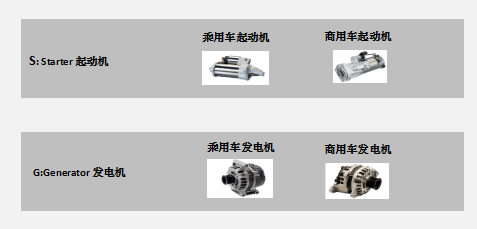 乘用车起动机 商用车起动机
S: Starter 起动机
乘用车发电机 商用车发电机
G:Generator 发电机